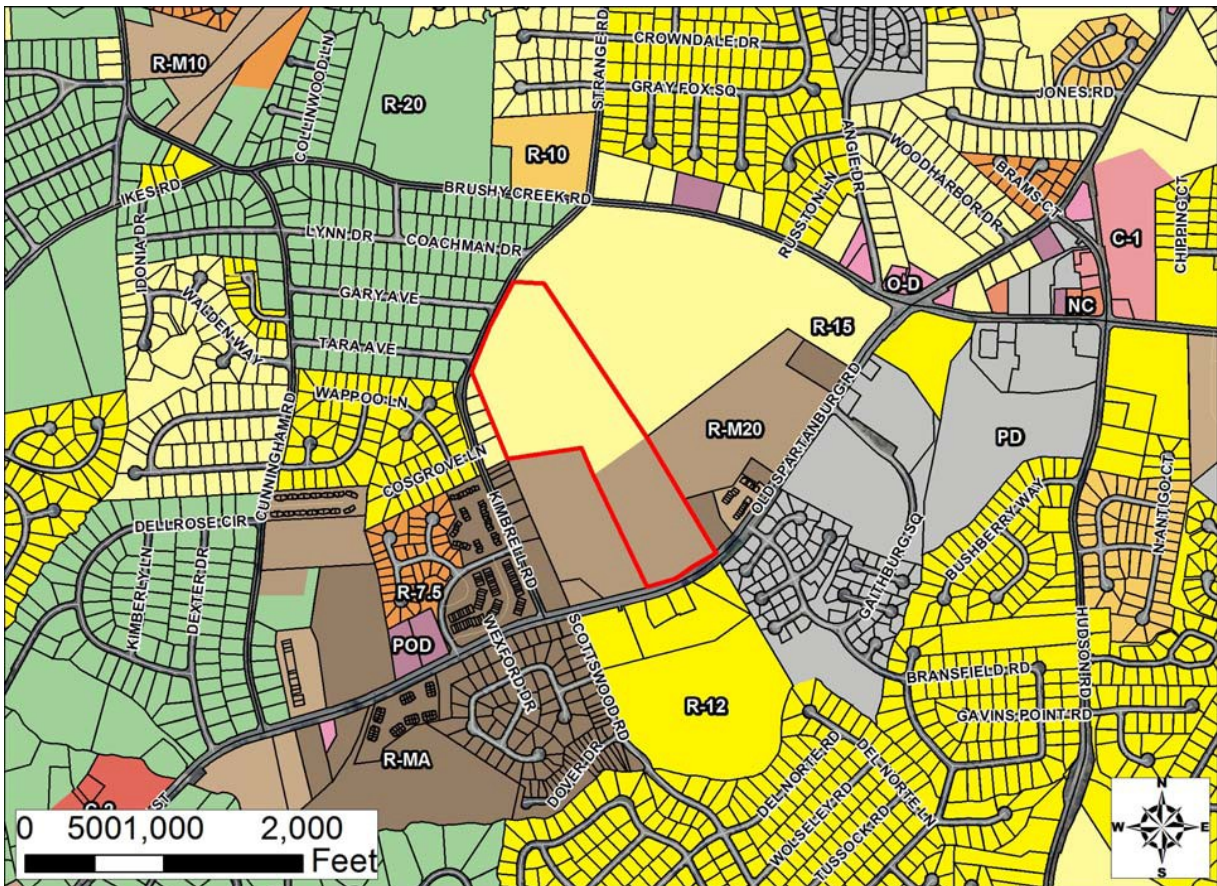 CROWNDALE DR
STRANGE RD
R-M10
COLLINWOOD LN
GRAY FOX SQ
JONES RD
R-20
R-10
ANGIE DR
WOODHARBOR DR
BRAMS CT
IKES RD
BRUSHY CREEK RD
RUSSTON LN
CHIPPING CT
IDONIA DR
LYNN DR
COACHMAN DR
C-1
O-D
NC
GARY AVE
WALDEN WAY
R-15
TARA AVE
WAPPOO LN
CUNNINGHAM RD
OLD SPARTANBURG RD
R-M20
PD
COSGROVE LN
KIMBRELL RD
DELLROSE CIR
BUSHBERRY WAY
N ANTIGO CT
KIMBERLY LN
DEXTER DR
R-7.5
GAITHBURG SQ
HUDSON RD
POD
WEXFORD DR
SCOTTSWOOD RD
BRANSFIELD RD
R-12
GAVINS POINT RD
R-MA
DOVER DR
DEL NORTE RD
DEL NORTE LN
WOLSELEY RD
TUSSOCK RD
ST
0 500 1,000 2,000
Feet
N
W E
S